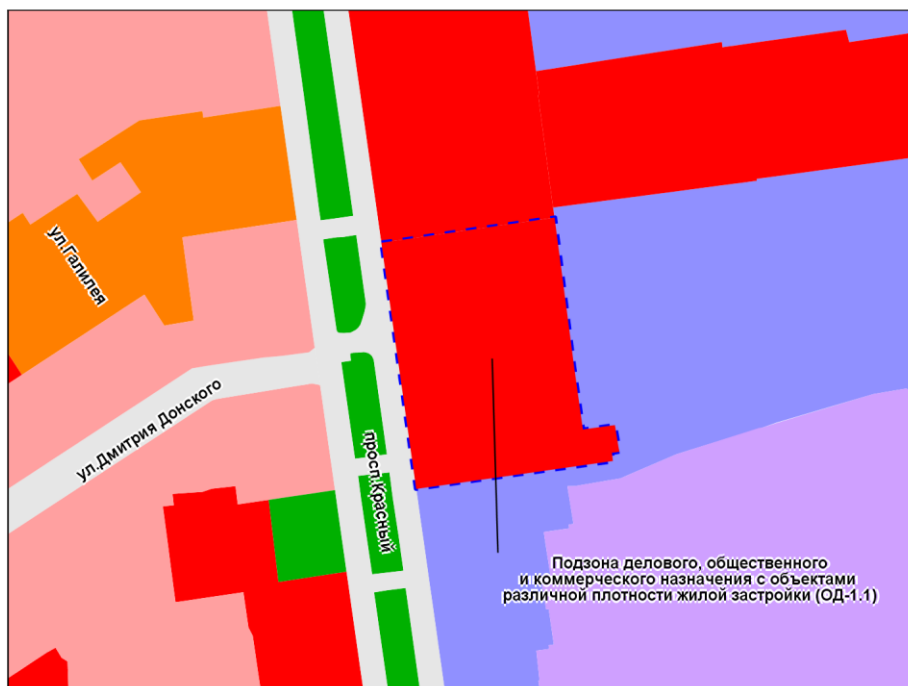 ул.Галилея
ул.Дмитрия Донского
просп.Красный
Подзона делового, общественного
и коммерческого назначения с объектами
различной плотности жилой застройки (ОД-1.1)